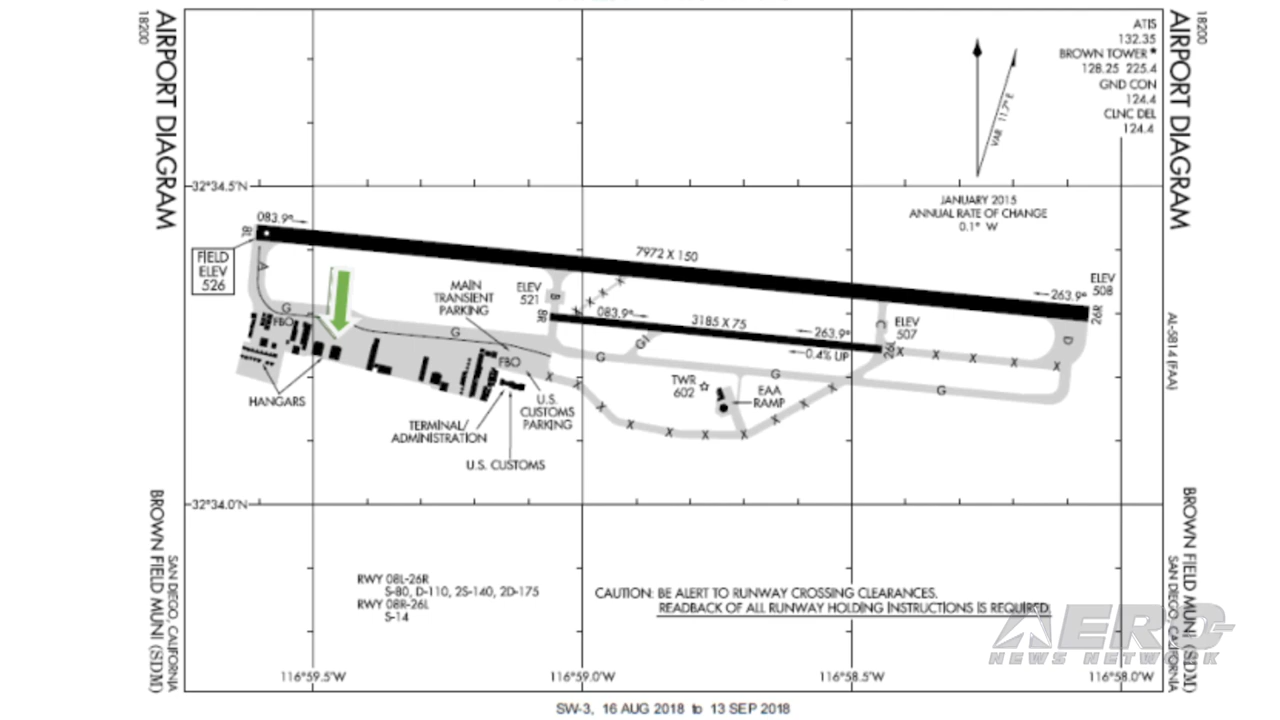 18200
AIRPORT DIAGRAM
18200
AIRPORT DIAGRAM
ATIS
132.35
BROWN TOWER *
128.25 225.4
GND CON
124.4
CLNC DEL
124.4
VAR 11.7° E
JANUARY 2015
ANNUAL RATE OF CHANGE
0.1° W
32°34.5'N
083.9°
8L
FIELD
ELEV
526
7972 X 150
263.9°
ELEV
508
26R
A
G
FBO
MAIN
TRANSIENT
PARKING
G
ELEV
521
B
8R
X
X
X
X
083.9°
3185 X 75
263.9°
0.4% UP
ELEV
507
C
26L
X
X
X
X
X
D
G
G1
G
G
FBO
HANGARS
TERMINAL/
ADMINISTRATION
U.S. CUSTOMS
U.S.
CUSTOMS
PARKING
TWR
602
EAA
RAMP
X
X
X
X
X
X
X
X
X
X
AL-5814 (FAA)
32°34.0'N
RWY 08L-26R
S-80, D-110, 2S-140, 2D-175
RWY 08R-26L
S-14
CAUTION: BE ALERT TO RUNWAY CROSSING CLEARANCES.
READBACK OF ALL RUNWAY HOLDING INSTRUCTIONS IS REQUIRED.
116°59.5'W
116°59.0'W
116°58.5'W
116°58.0'W
SAN DIEGO, CALIFORNIA
BROWN FIELD MUNI (SDM)
BROWN FIELD MUNI (SDM)
SAN DIEGO, CALIFORNIA
AERO-
NEWS NETWORK
SW-3, 16 AUG 2018 to 13 SEP 2018